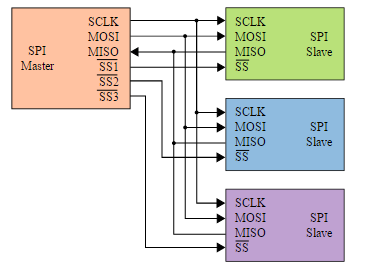 SPI
Master
SCLK
MOSI
MISO
SS1
SS2
SS3
SCLK
MOSI
MISO
SS
SPI
Slave
SCLK
MOSI
MISO
SS
SPI
Slave
SCLK
MOSI
MISO
SS
SPI
Slave